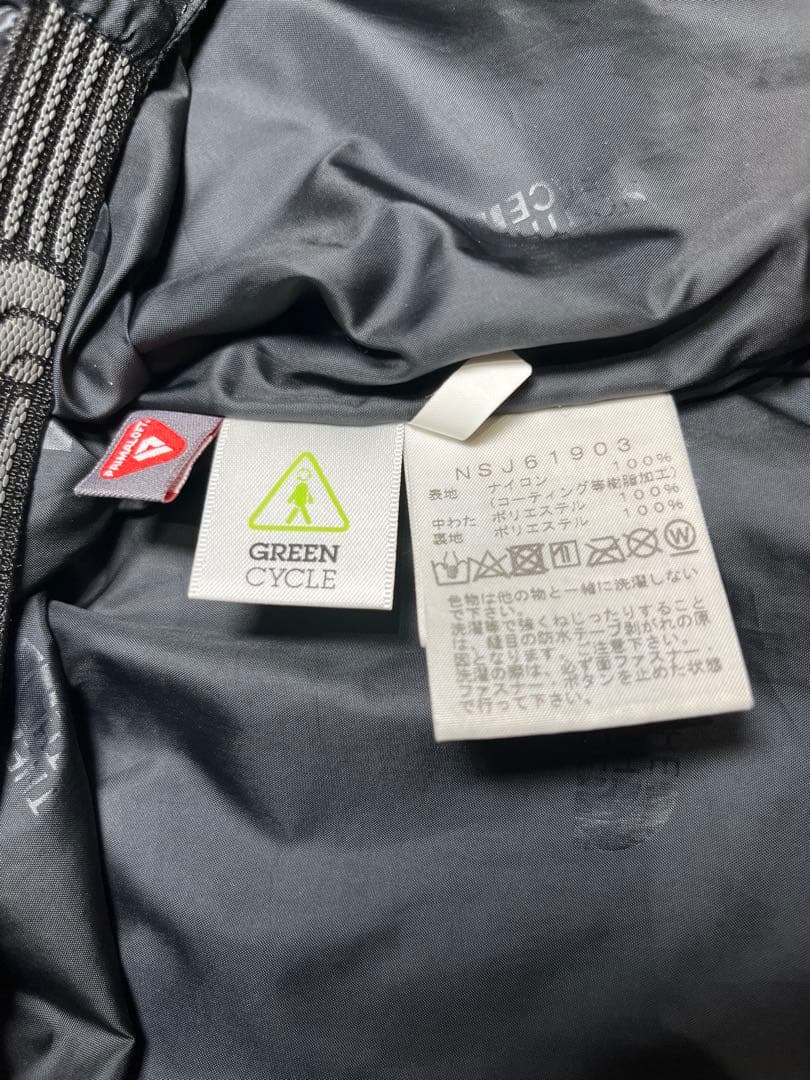 PRIMALOFT
GREEN
CYCLE
NSJ61903
表地 ナイロン 100%
(コーティング等樹脂加工)
中わた ポリエステル 100%
裏地 ポリエステル 100%
W
色物は他の物と一緒に洗濯しない
で下さい。
洗濯等で強くねじったりすること
は、縫目の防水テープ剥がれの原
因となります。ご注意下さい。
洗濯の際は、必ず面ファスナー、
ファスナー、ボタンを止めた状態
で行って下さい。